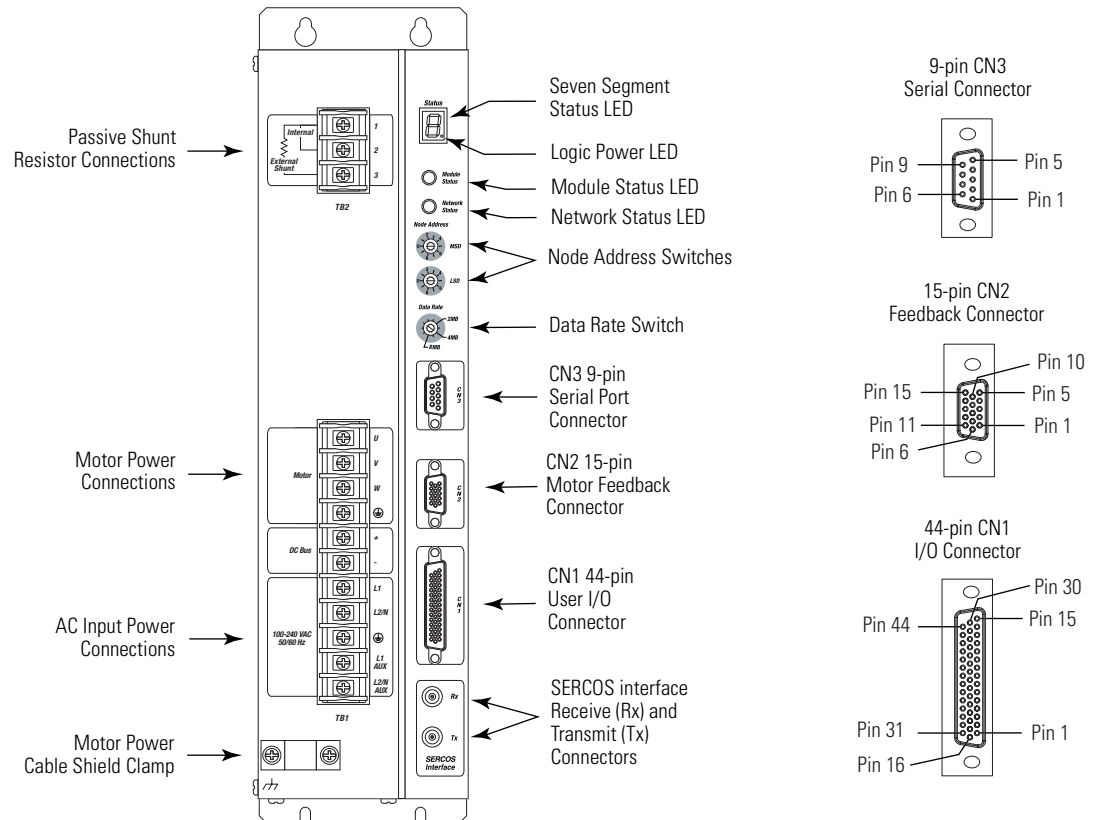 Passive Shunt
Resistor Connections
Motor Power
Connections
AC Input Power
Connections
Motor Power
Cable Shield Clamp
Internal
External
Shunt
1
2
3
TB2
Motor
U
V
W
DC Bus
+
-
100-240 VAC
50/60 Hz
L1
L2/N
L1
AUX
L2/N
AUX
TB1
Status
Module
Status
Network
Status
Node Address
MSD
LSD
Data Rate
2MB
4MB
8MB
CN3
CN2
CN1
Rx
Tx
SERCOS
Interface
Seven Segment
Status LED
Logic Power LED
Module Status LED
Network Status LED
Node Address Switches
Data Rate Switch
CN3 9-pin
Serial Port
Connector
CN2 15-pin
Motor Feedback
Connector
CN1 44-pin
User I/O
Connector
SERCOS interface
Receive (Rx) and
Transmit (Tx)
Connectors
9-pin CN3
Serial Connector
Pin 9
Pin 5
Pin 6
Pin 1
15-pin CN2
Feedback Connector
Pin 10
Pin 15
Pin 5
Pin 11
Pin 1
Pin 6
44-pin CN1
I/O Connector
Pin 30
Pin 44
Pin 15
Pin 31
Pin 1
Pin 16